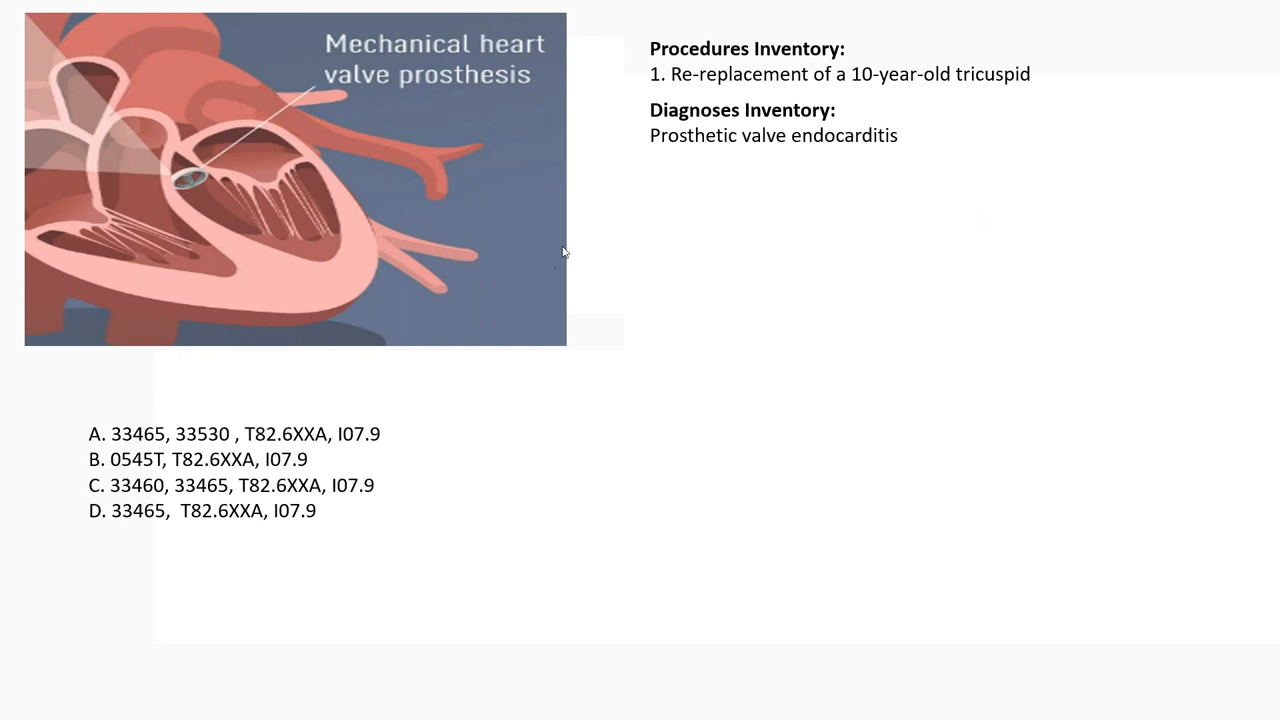 Mechanical heart
valve prosthesis
Procedures Inventory:
1. Re-replacement of a 10-year-old tricuspid
Diagnoses Inventory:
Prosthetic valve endocarditis
A. 33465, 33530 , T82.6XXA, I07.9
B. 0545T, T82.6XXA, I07.9
C. 33460, 33465, T82.6XXA, I07.9
D. 33465,  T82.6XXA, I07.9